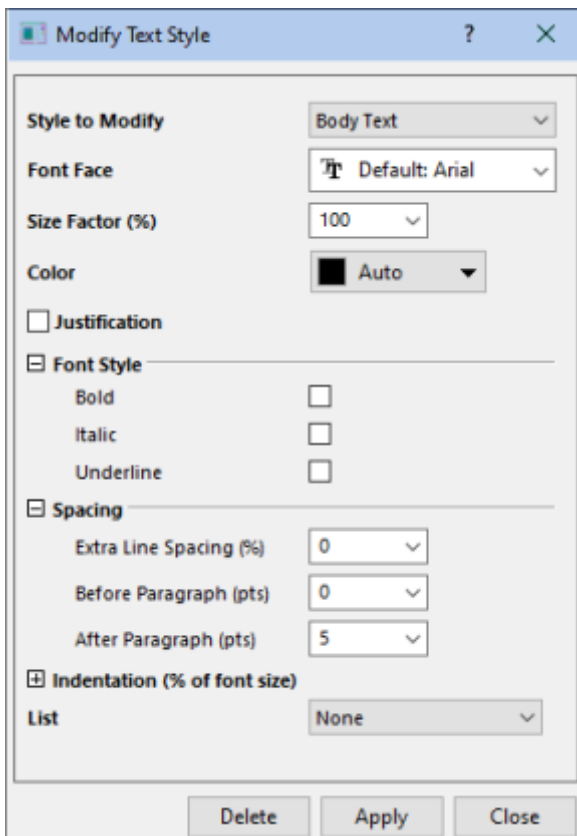 Modify Text Style ?
Style to Modify Body Text
Font Face Default: Arial
Size Factor (%) 100
Color Auto
Justification
Font Style
Bold
Italic
Underline
Spacing
Extra Line Spacing (%) 0
Before Paragraph (pts) 0
After Paragraph (pts) 5
Indentation (% of font size)
List None
Delete Apply Close